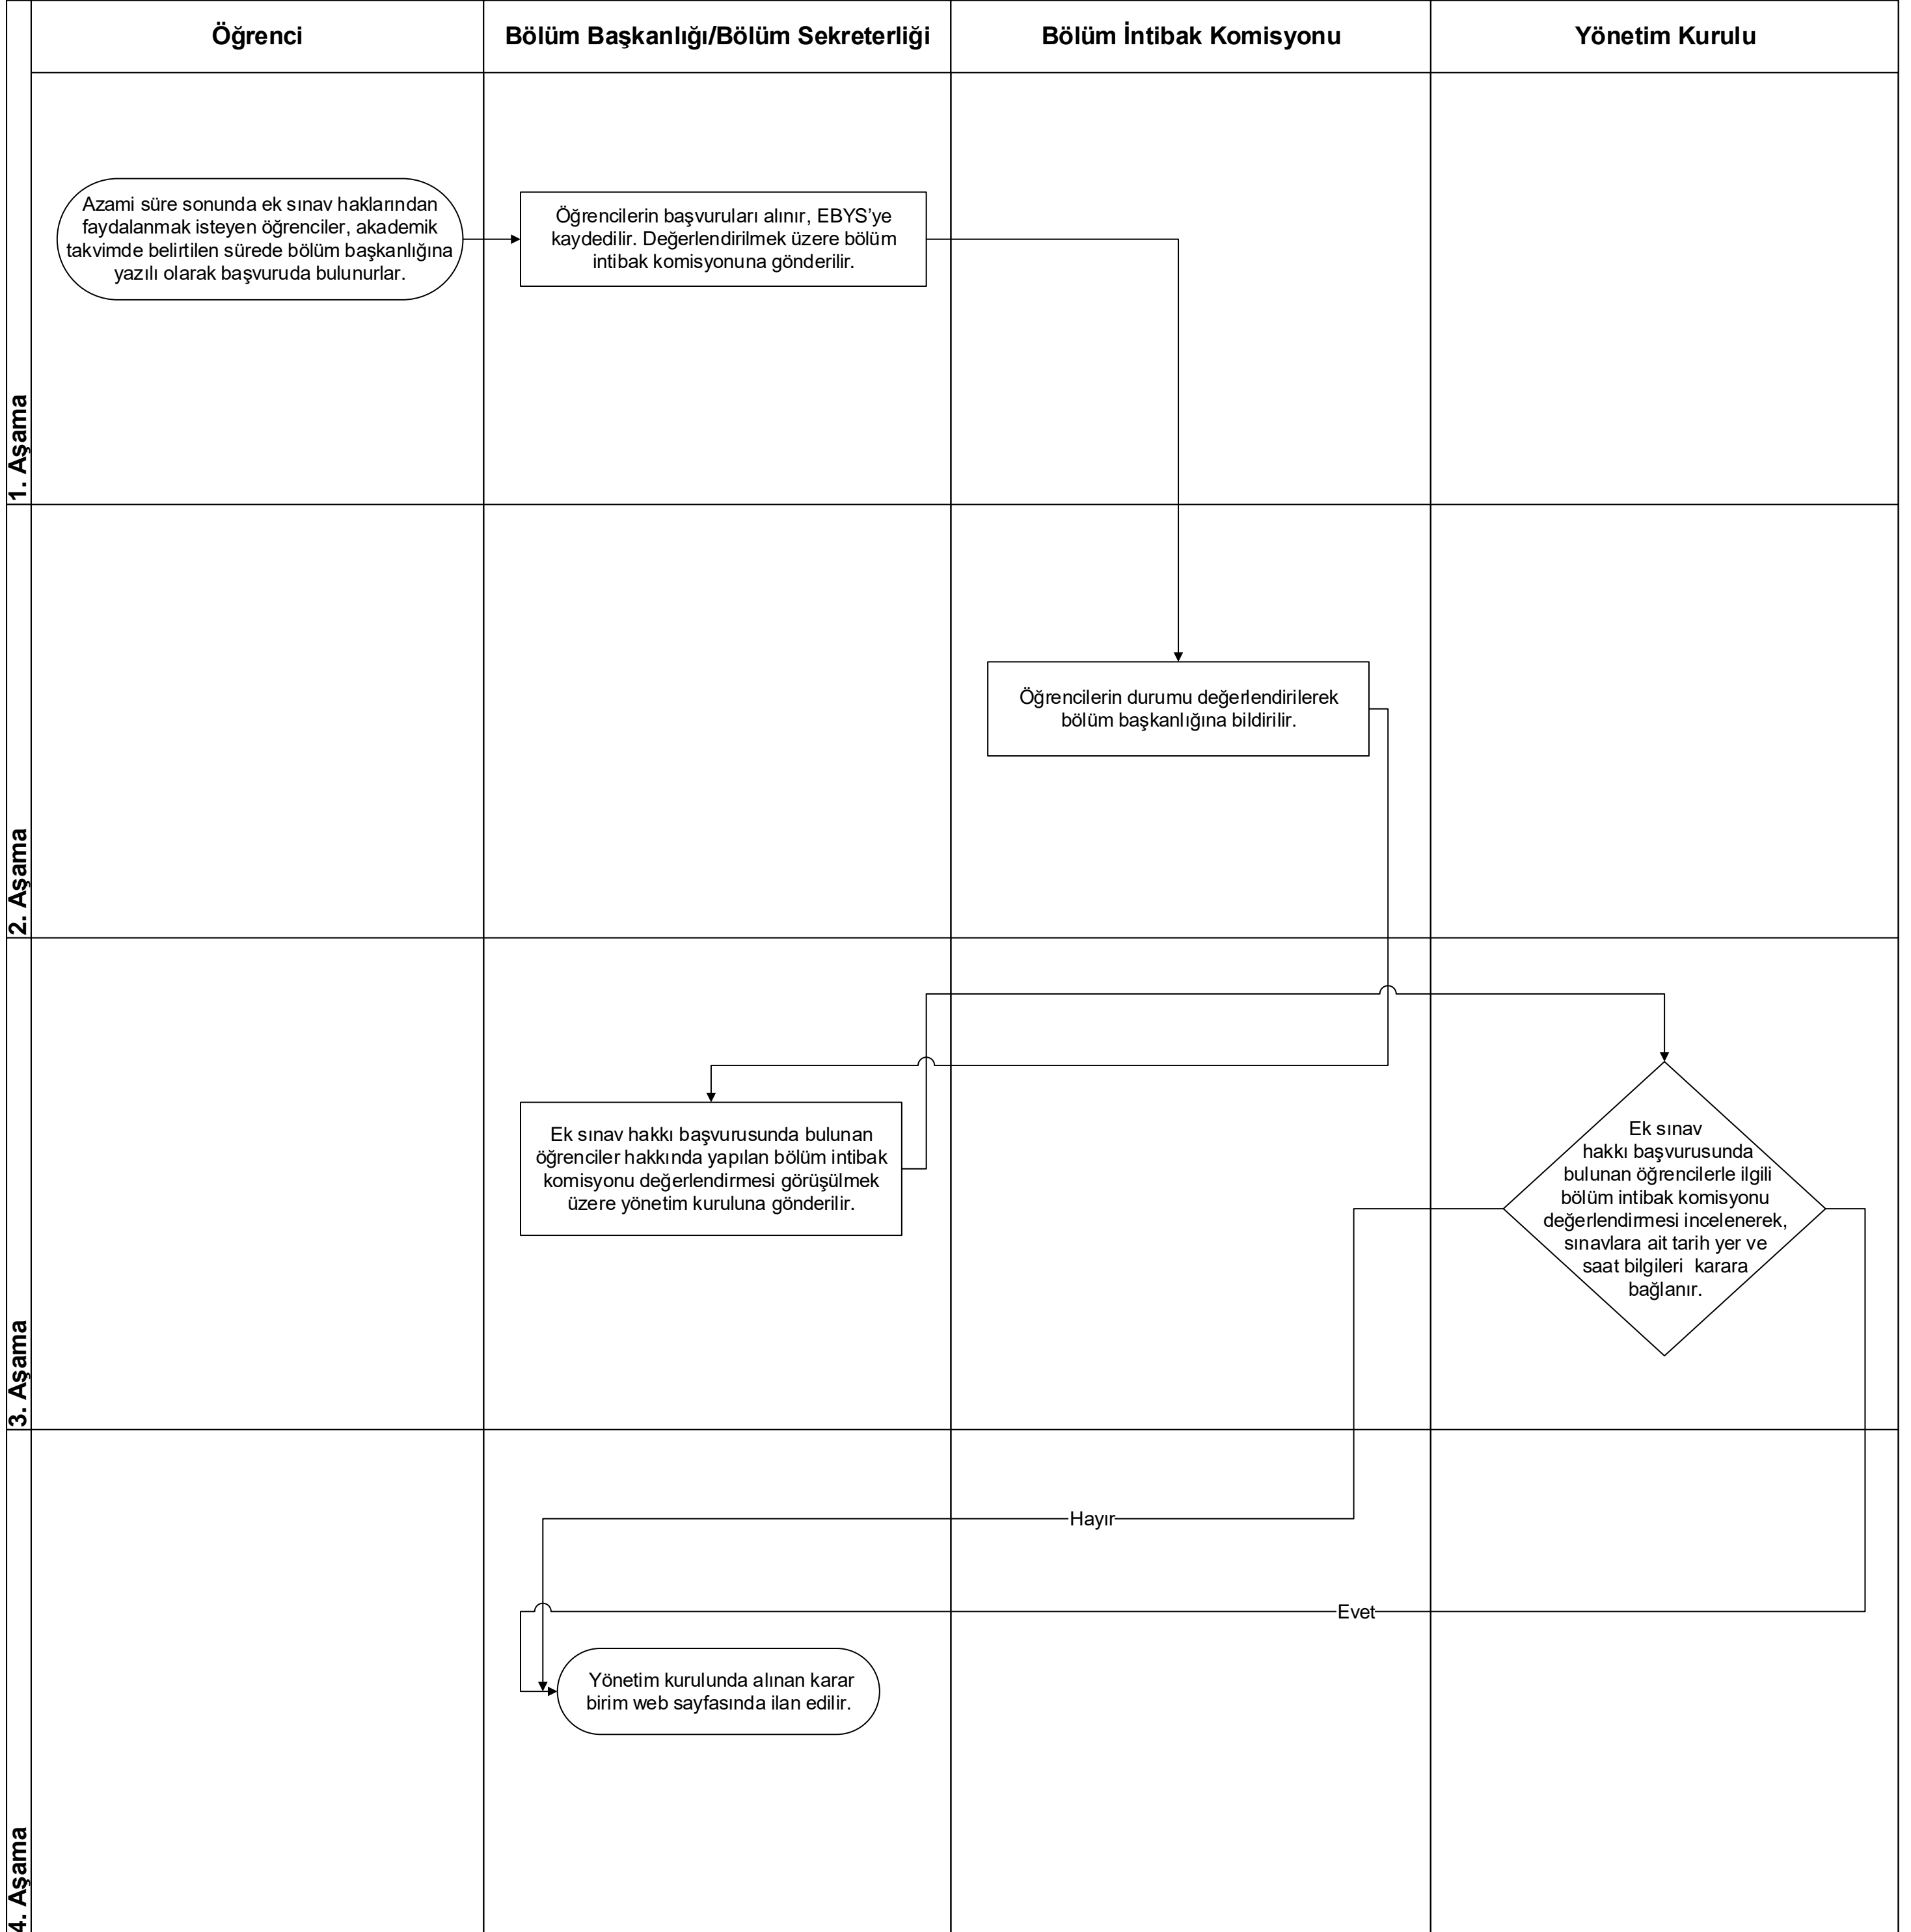 Öğrenci
Bölüm Başkanlığı/Bölüm Sekreterliği
Bölüm İntibak Komisyonu
Yönetim Kurulu
1. Aşama
Azami süre sonunda ek sınav haklarından
faydalanmak isteyen öğrenciler, akademik
takvimde belirtilen sürede bölüm başkanlığına
yazılı olarak başvuruda bulunurlar.
Öğrencilerin başvuruları alınır, EBYS’ye
kaydedilir. Değerlendirilmek üzere bölüm
intibak komisyonuna gönderilir.
2. Aşama
Öğrencilerin durumu değerlendirilerek
bölüm başkanlığına bildirilir.
3. Aşama
Ek sınav hakkı başvurusunda bulunan
öğrenciler hakkında yapılan bölüm intibak
komisyonu değerlendirmesi görüşülmek
üzere yönetim kuruluna gönderilir.
Ek sınav
hakkı başvurusunda
bulunan öğrencilerle ilgili
bölüm intibak komisyonu
değerlendirmesi incelenerek,
sınavlara ait tarih yer ve
saat bilgileri karara
bağlanır.
4. Aşama
Hayır
Evet
Yönetim kurulunda alınan karar
birim web sayfasında ilan edilir.